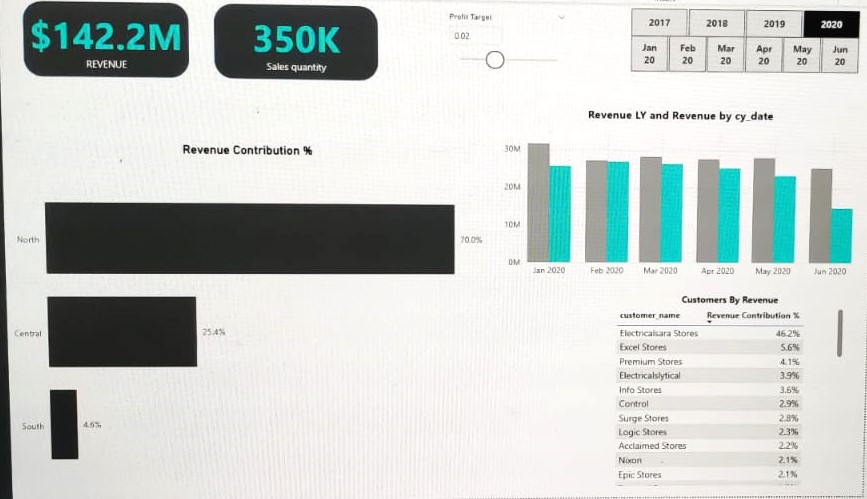 $142.2M
REVENUE
350K
Sales quantity
Profit Target
0.02
2017 2018 2019 2020
Jan 20 Feb 20 Mar 20 Apr 20 May 20 Jun 20
Revenue Contribution %
North 70.0%
Central 25.4%
South 4.6%
Revenue LY and Revenue by cy_date
30M
20M
10M
0M
Jan 2020 Feb 2020 Mar 2020 Apr 2020 May 2020 Jun 2020
Customers By Revenue
customer_name Revenue Contribution %
Electricalsara Stores 46.2%
Excel Stores 5.6%
Premium Stores 4.1%
Electricalslytical 3.9%
Info Stores 3.6%
Control 2.9%
Surge Stores 2.8%
Logic Stores 2.3%
Acclaimed Stores 2.2%
Nixon 2.1%
Epic Stores 2.1%